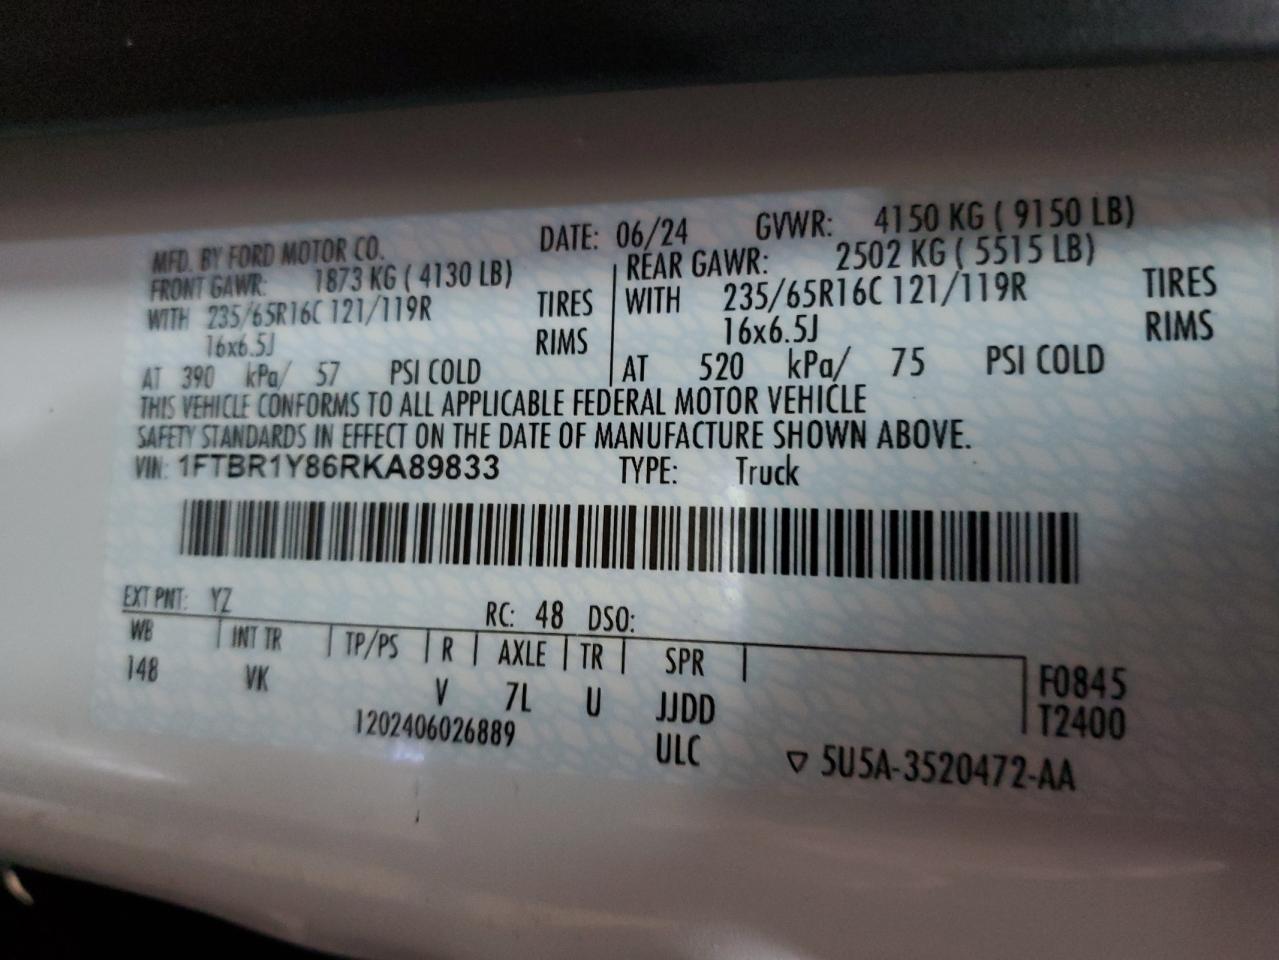 MFD. BY FORD MOTOR CO. DATE: 06/24 GVWR: 4150 KG ( 9150 LB)
FRONT GAWR: 1873 KG ( 4130 LB) REAR GAWR: 2502 KG ( 5515 LB)
WITH 235/65R16C 121/119R TIRES WITH 235/65R16C 121/119R TIRES
16x6.5J RIMS 16x6.5J RIMS
AT 390 kPa/ 57 PSI COLD AT 520 kPa/ 75 PSI COLD
THIS VEHICLE CONFORMS TO ALL APPLICABLE FEDERAL MOTOR VEHICLE
SAFETY STANDARDS IN EFFECT ON THE DATE OF MANUFACTURE SHOWN ABOVE.
VIN: 1FTBR1Y86RKA89833 TYPE: Truck
EXT PNT: YZ RC: 48 DSO:
WB INT TR TP/PS R AXLE TR SPR F0845
148 VK V 7L U JJDD T2400
1202406026889 ULC ▽ 5U5A-3520472-AA